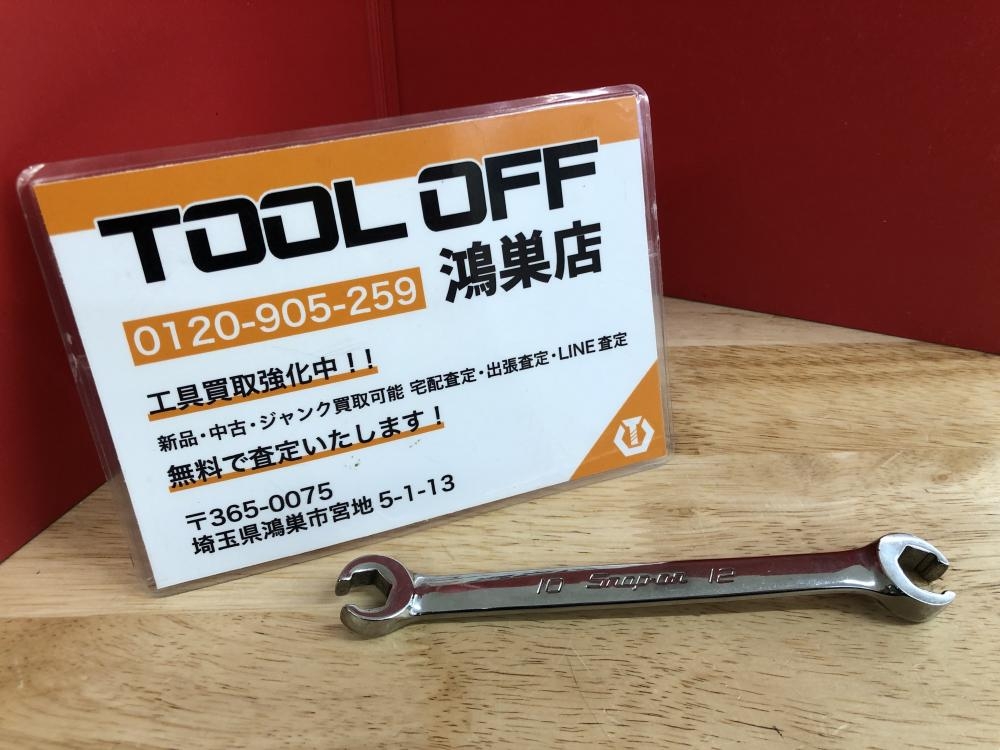 TOOL OFF
鴻巣店
0120-905-259
工具買取強化中！！
新品・中古・ジャンク買取可能 宅配査定・出張査定・LINE査定
無料で査定いたします！
〒365-0075
埼玉県鴻巣市宮地 5-1-13
10 Snap-on 12